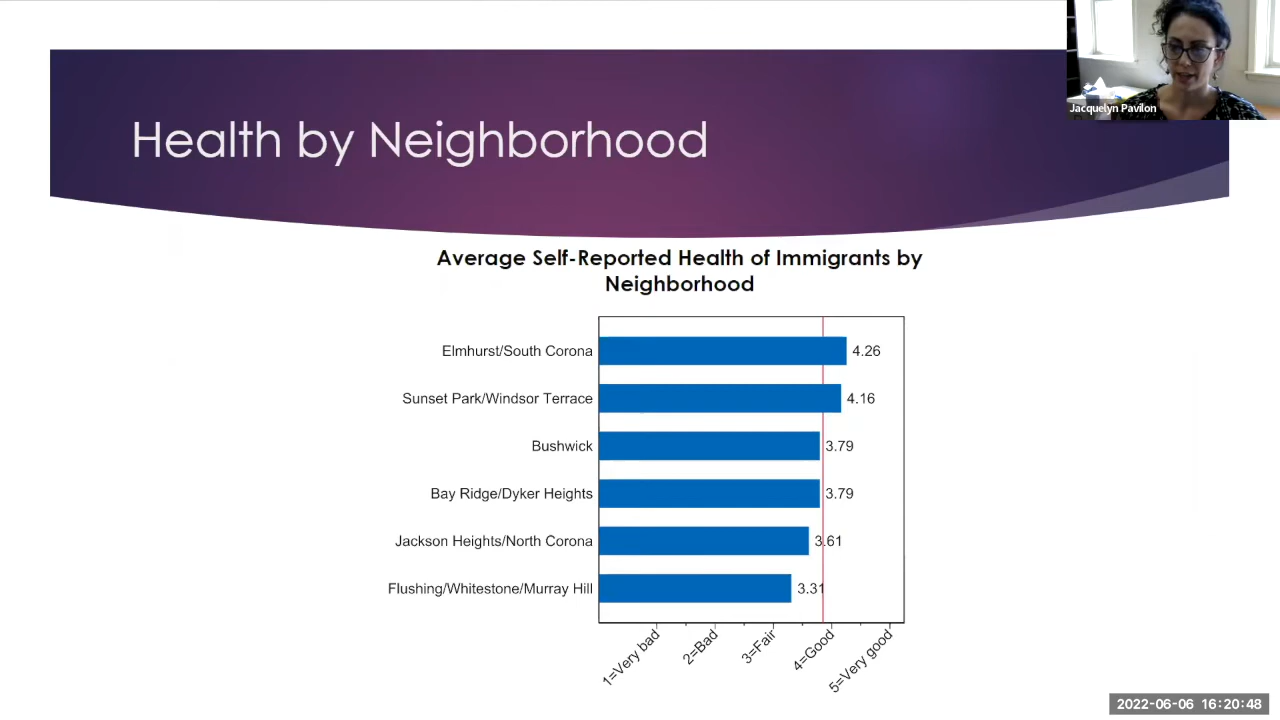 Jacquelyn Pavilon
Health by Neighborhood
Average Self-Reported Health of Immigrants by
Neighborhood
Elmhurst/South Corona 4.26
Sunset Park/Windsor Terrace 4.16
Bushwick 3.79
Bay Ridge/Dyker Heights 3.79
Jackson Heights/North Corona 3.61
Flushing/Whitestone/Murray Hill 3.31
1=Very bad
2=Bad
3=Fair
4=Good
5=Very good
2022-06-06 16:20:48